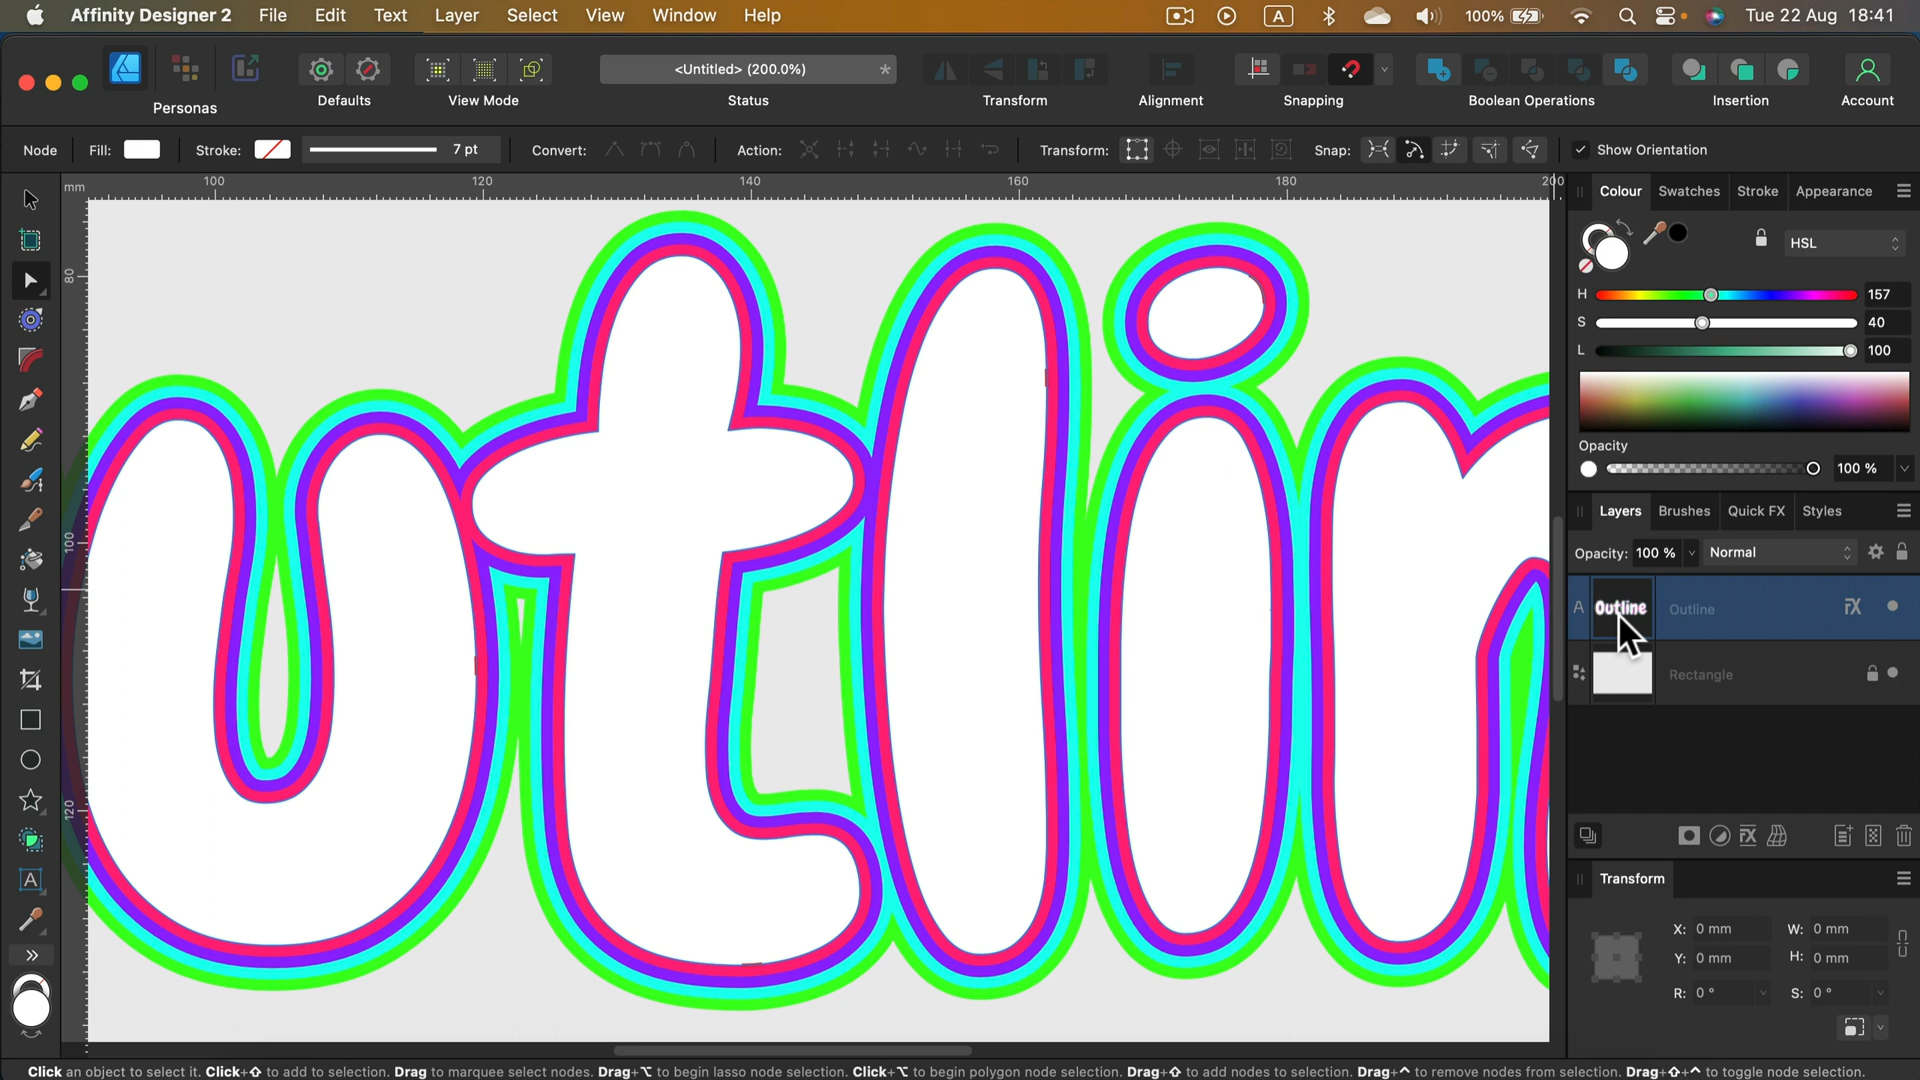 Affinity Designer 2 File Edit Text Layer Select View Window Help A 100% Tue 22 Aug 18:41
<Untitled> (200.0%) *
Personas Defaults View Mode Status Transform Alignment Snapping Boolean Operations Insertion Account
Node Fill: Stroke: 7 pt Convert: Action: Transform: Snap: Show Orientation
mm 100 120 140 160 180 200
80
100
120
utlin
Colour Swatches Stroke Appearance
HSL
H 157
S 40
L 100
Opacity
100 %
Layers Brushes Quick FX Styles
Opacity: 100 % Normal
A Outline Outline FX
Rectangle
FX
Transform
X: 0 mm W: 0 mm
Y: 0 mm H: 0 mm
R: 0 ° S: 0 °
A
Click an object to select it. Click+⇧ to add to selection. Drag to marquee select nodes. Drag+⌥ to begin lasso node selection. Click+⌥ to begin polygon node selection. Drag+⇧ to add nodes to selection. Drag+⌃ to remove nodes from selection. Drag+⇧+⌃ to toggle node selection.